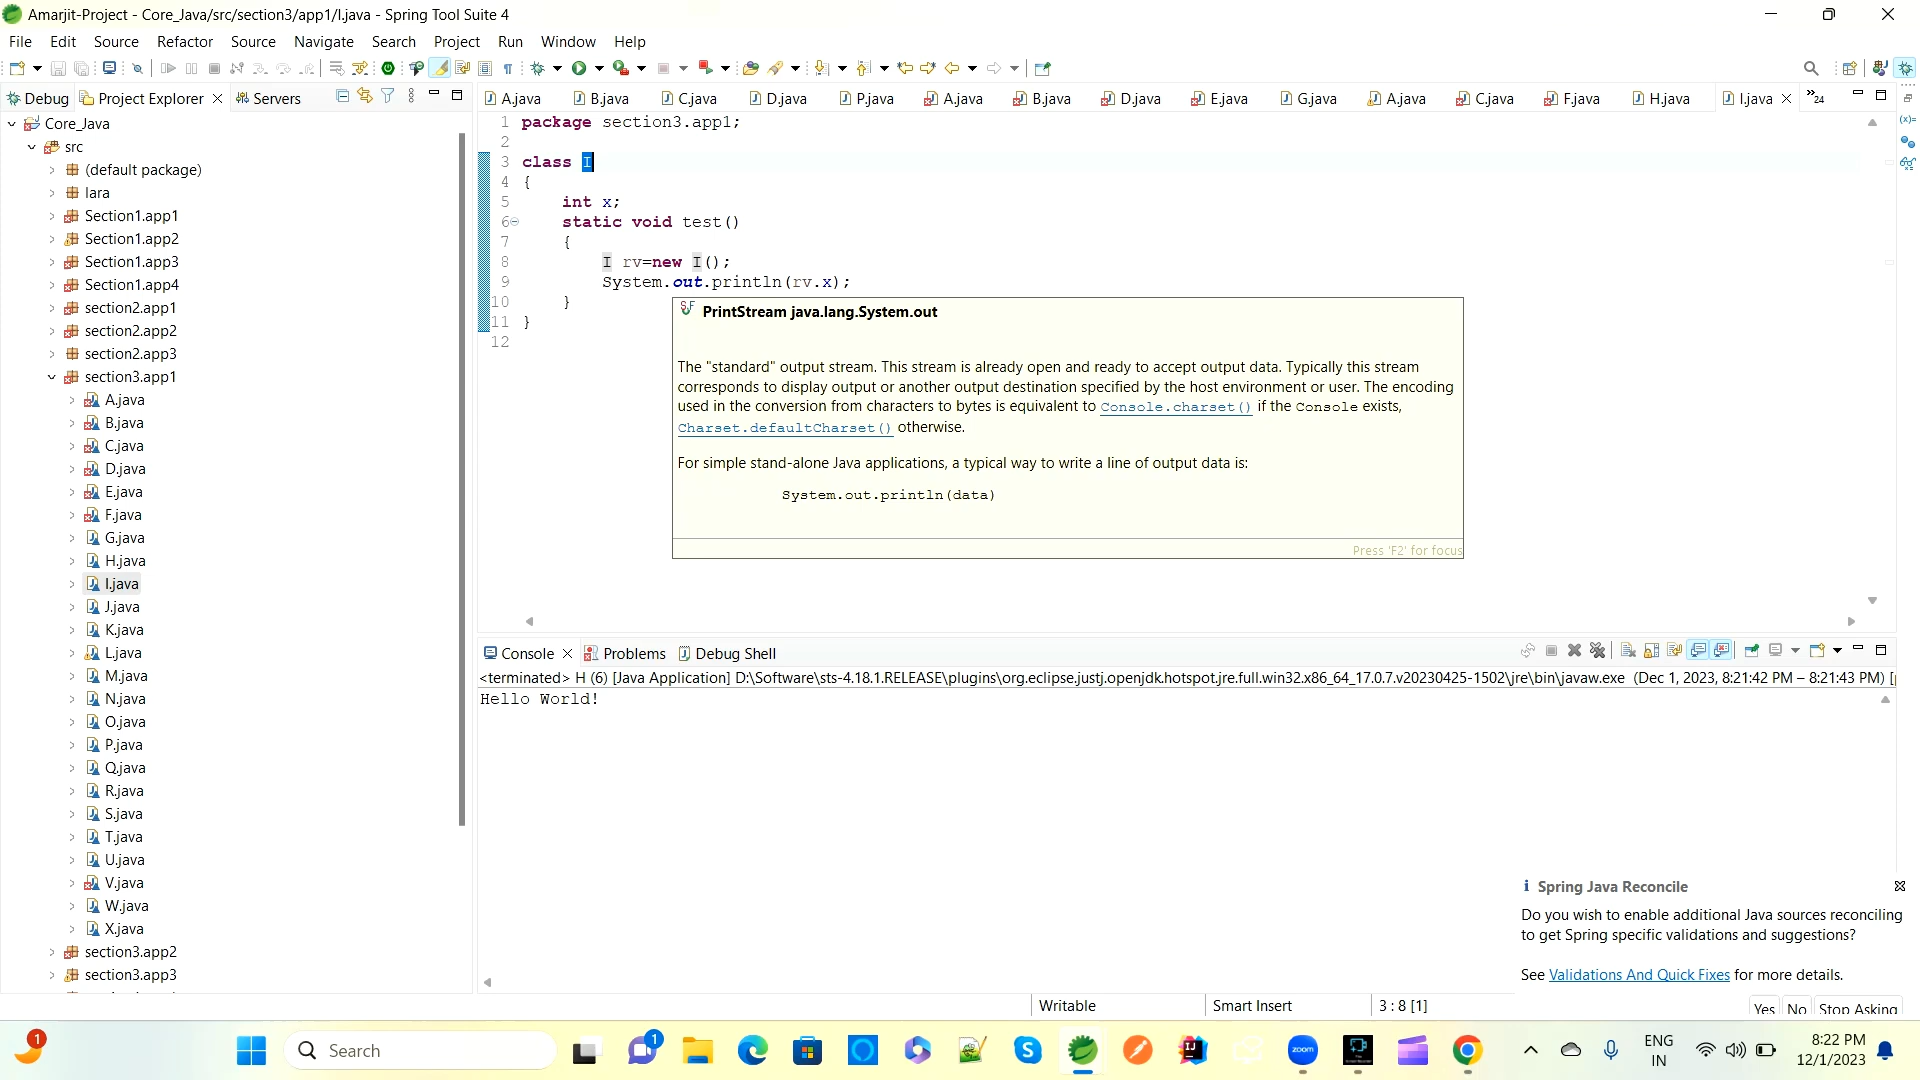 Amarjit-Project - Core_Java/src/section3/app1/I.java - Spring Tool Suite 4
File Edit Source Refactor Source Navigate Search Project Run Window Help
Debug Project Explorer Servers
A.java B.java C.java D.java P.java A.java B.java D.java E.java G.java A.java C.java F.java H.java I.java 24
Core_Java
src
(default package)
lara
Section1.app1
Section1.app2
Section1.app3
Section1.app4
section2.app1
section2.app2
section2.app3
section3.app1
A.java
B.java
C.java
D.java
E.java
F.java
G.java
H.java
I.java
J.java
K.java
L.java
M.java
N.java
O.java
P.java
Q.java
R.java
S.java
T.java
U.java
V.java
W.java
X.java
section3.app2
section3.app3
1 package section3.app1;
2
3 class I
4 {
5 int x;
6 static void test()
7 {
8 I rv=new I();
9 System.out.println(rv.x);
10 }
11 }
12
PrintStream java.lang.System.out
The "standard" output stream. This stream is already open and ready to accept output data. Typically this stream
corresponds to display output or another output destination specified by the host environment or user. The encoding
used in the conversion from characters to bytes is equivalent to Console.charset() if the Console exists,
Charset.defaultCharset() otherwise.
For simple stand-alone Java applications, a typical way to write a line of output data is:
System.out.println(data)
Press 'F2' for focus
Console Problems Debug Shell
<terminated> H (6) [Java Application] D:\Software\sts-4.18.1.RELEASE\plugins\org.eclipse.justj.openjdk.hotspot.jre.full.win32.x86_64_17.0.7.v20230425-1502\jre\bin\javaw.exe (Dec 1, 2023, 8:21:42 PM – 8:21:43 PM)
Hello World!
Spring Java Reconcile
Do you wish to enable additional Java sources reconciling
to get Spring specific validations and suggestions?
See Validations And Quick Fixes for more details.
Yes No Stop Asking
Writable Smart Insert 3 : 8 [1]
1
Search
1
zoom
ENG
IN
8:22 PM
12/1/2023